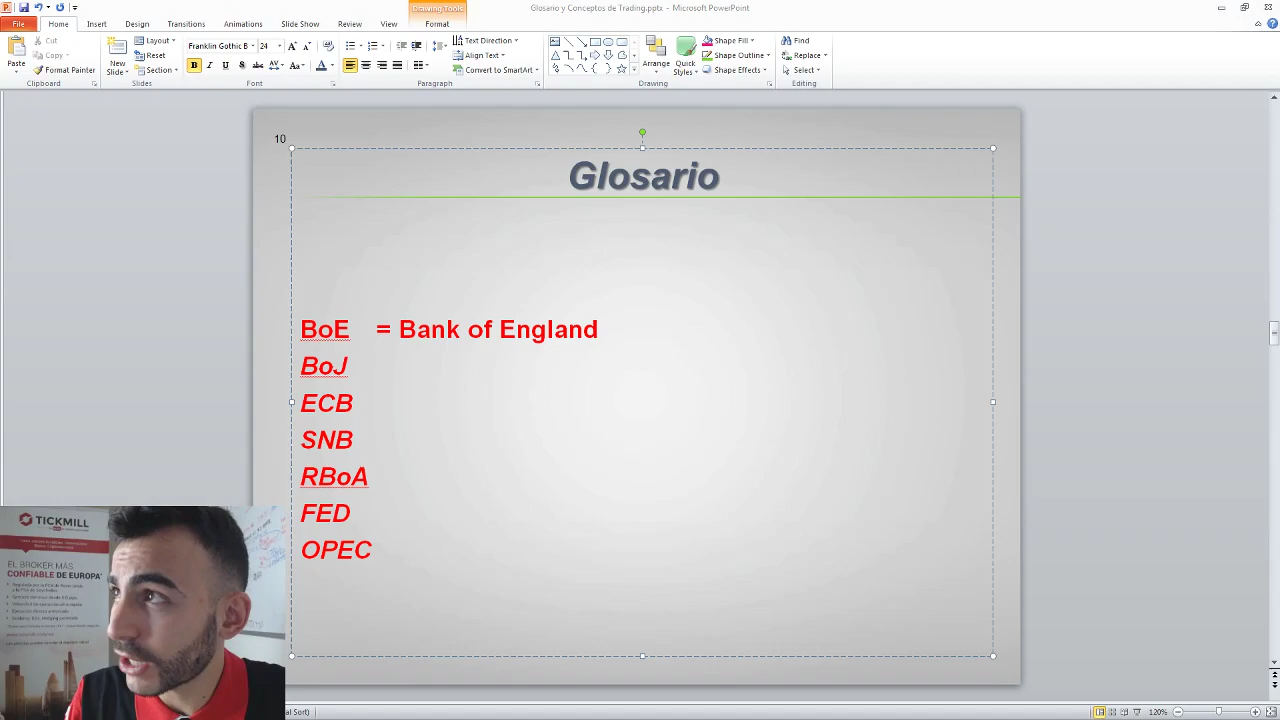 Glosario y Conceptos de Trading.pptx - Microsoft PowerPoint
Drawing Tools
File Home Insert Design Transitions Animations Slide Show Review View Format
Paste Cut Copy Format Painter
Clipboard
New Slide Layout Reset Section
Slides
Franklin Gothic B 24
Font
Paragraph
Text Direction
Align Text
Convert to SmartArt
Arrange Quick Styles
Shape Fill
Shape Outline
Shape Effects
Drawing
Find
Replace
Select
Editing
10
Glosario
BoE = Bank of England
BoJ
ECB
SNB
RBoA
FED
OPEC
TICKMILL
EL BROKER MÁS
CONFIABLE DE EUROPA*
120%